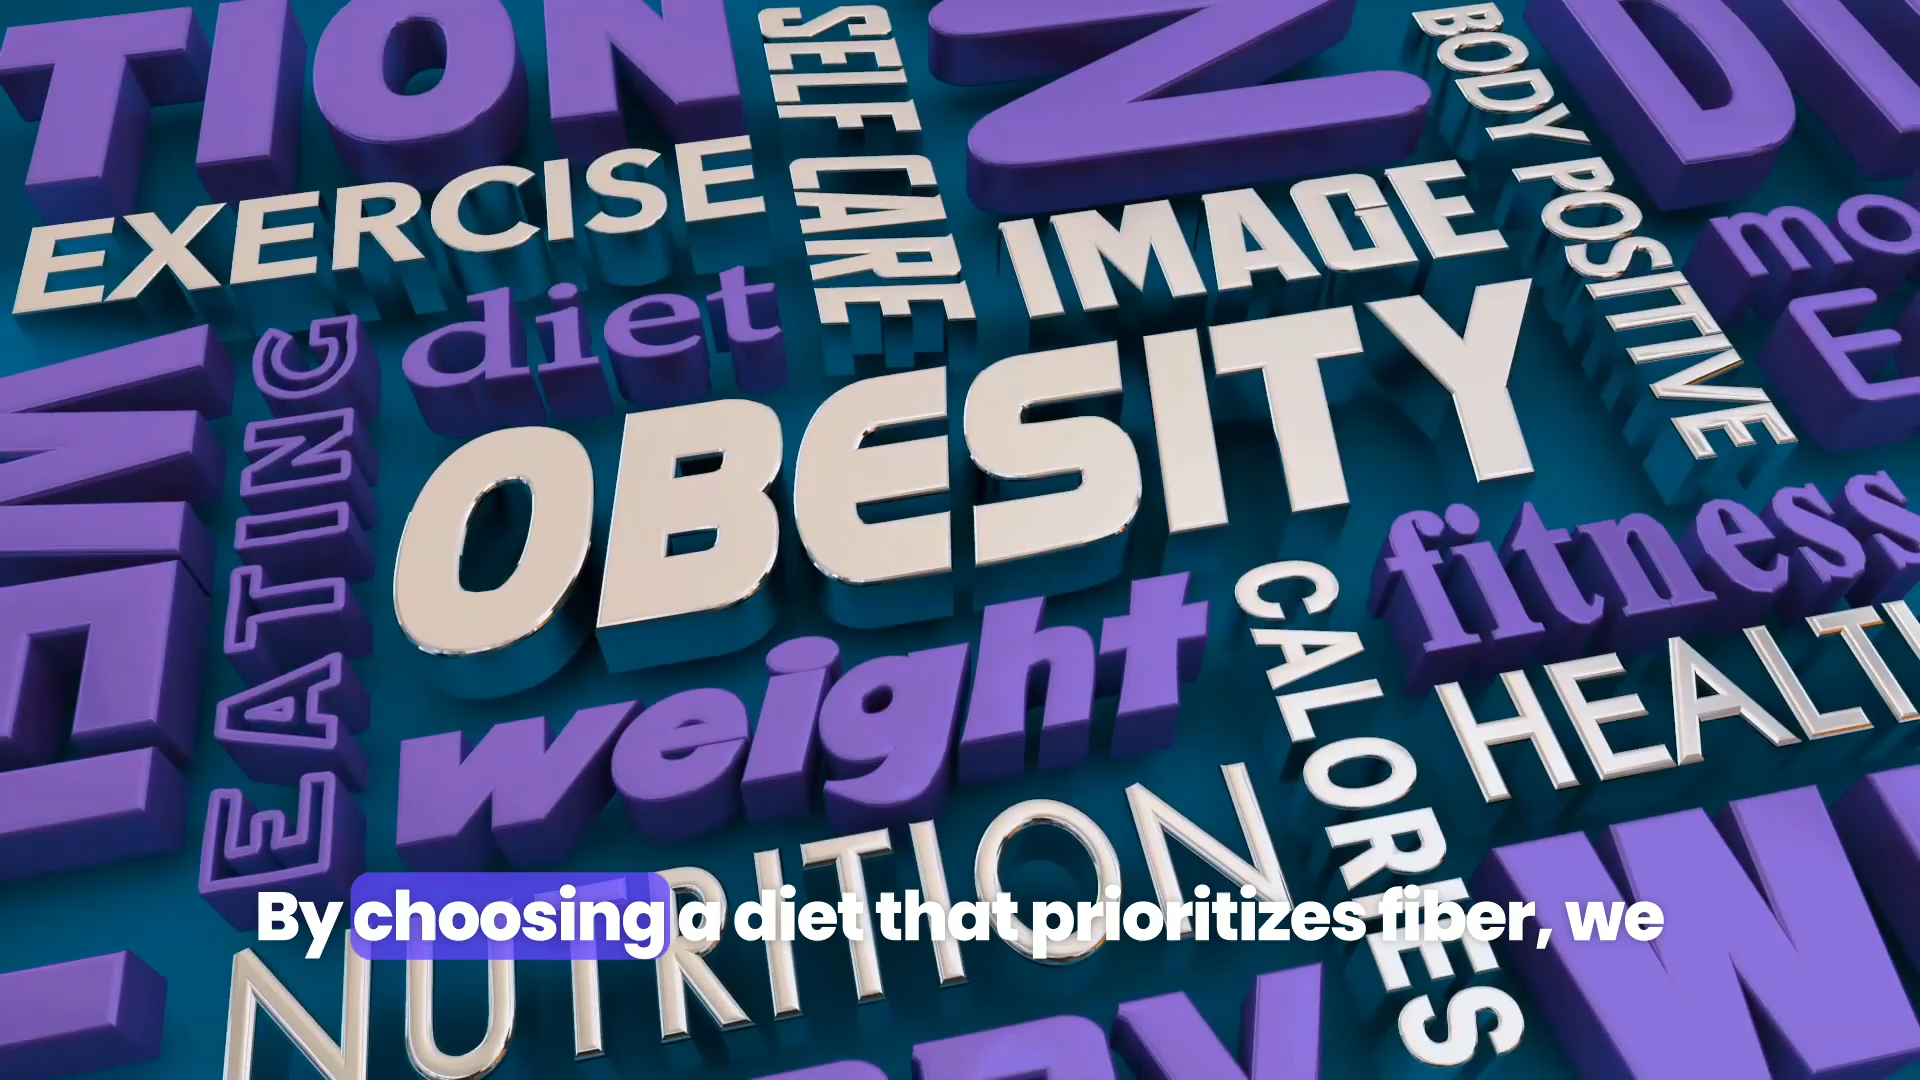 TION
SELF CARE
BODY POSITIVE
EXERCISE
IMAGE
diet
EATING
OBESITY
fitness
weight
CALORIES
HEALT
NUTRITION
By choosing a diet that prioritizes fiber, we